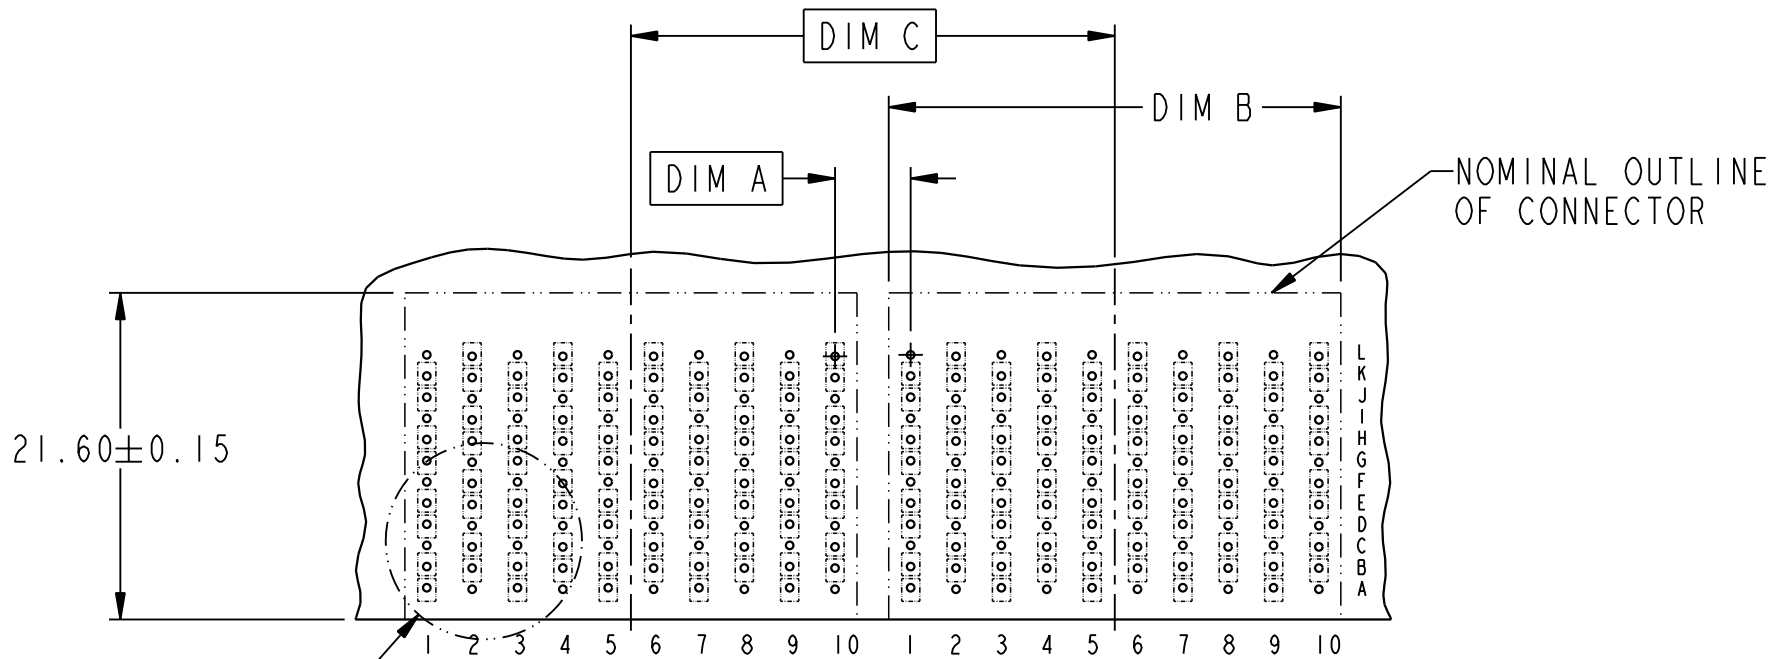 DIM C
DIM B
DIM A
NOMINAL OUTLINE
OF CONNECTOR
21.60±0.15
L
K
J
I
H
G
F
E
D
C
B
A
1 2 3 4 5 6 7 8 9 10 1 2 3 4 5 6 7 8 9 10